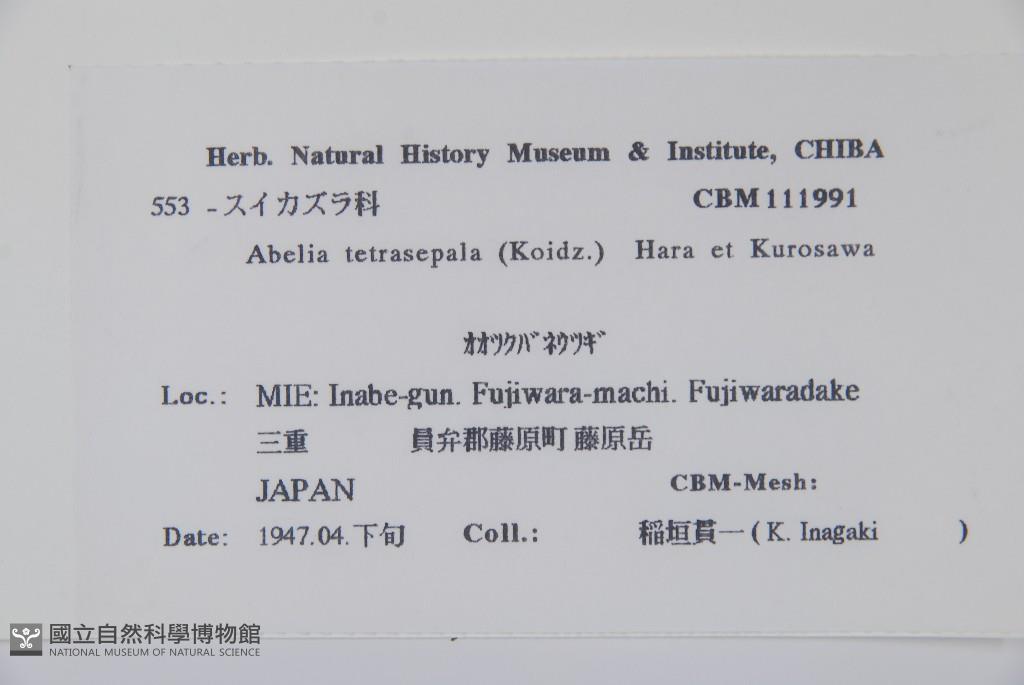 Herb. Natural History Museum & Institute, CHIBA
553 -スイカズラ科 CBM 111991
Abelia tetrasepala (Koidz.) Hara et Kurosawa
ｵｵﾂｸﾊﾞﾈｳﾂｷﾞ
Loc.: MIE: Inabe-gun. Fujiwara-machi. Fujiwaradake
三重 員弁郡藤原町 藤原岳
JAPAN CBM-Mesh:
Date: 1947.04.下旬 Coll.: 稲垣貫一 ( K. Inagaki )
國立自然科學博物館
NATIONAL MUSEUM OF NATURAL SCIENCE